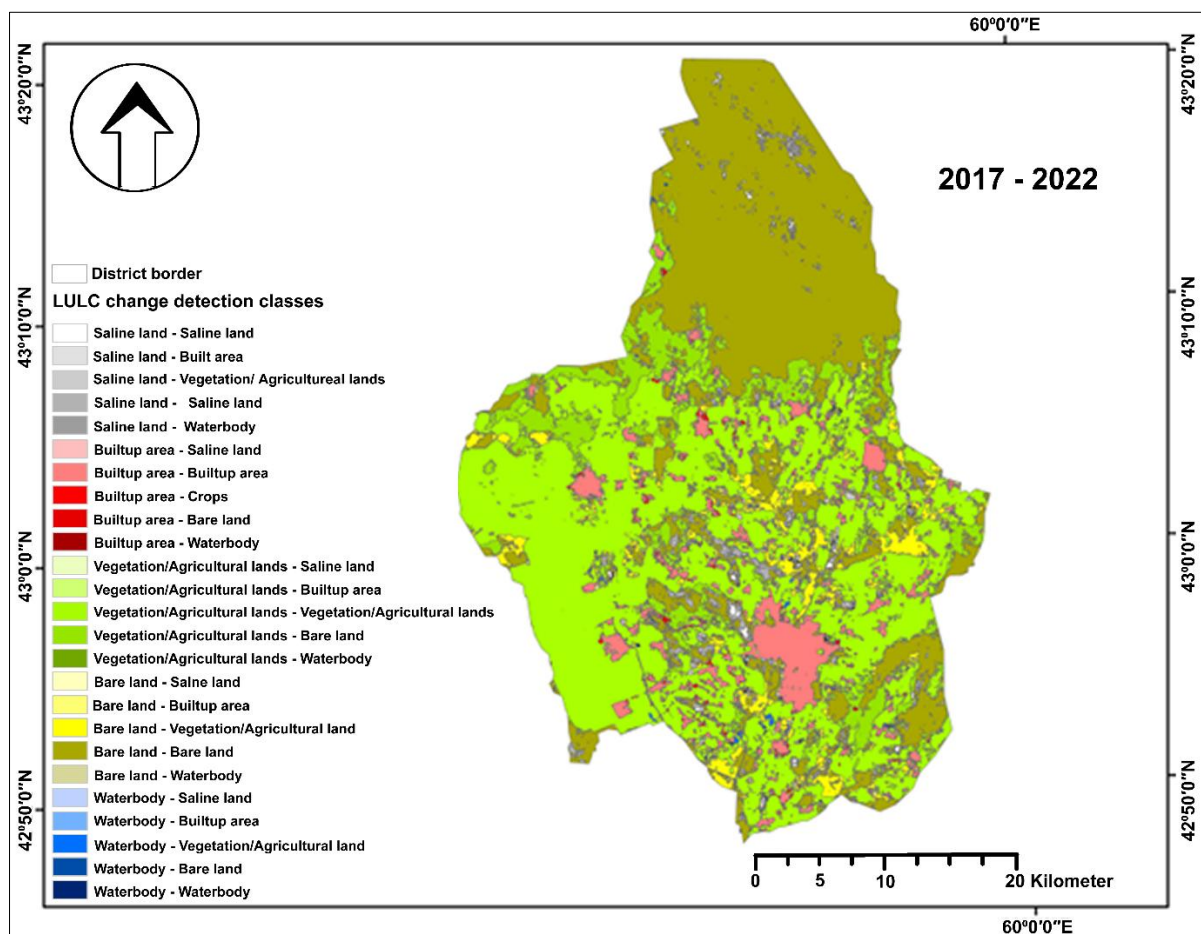 60º0'0"E
43º20'0"N
43º20'0"N
2017 - 2022
District border
LULC change detection classes
43º10'0"N
43º10'0"N
Saline land - Saline land
Saline land - Built area
Saline land - Vegetation/ Agricultureal lands
Saline land - Saline land
Saline land - Waterbody
Builtup area - Saline land
Builtup area - Builtup area
Builtup area - Crops
Builtup area - Bare land
Builtup area - Waterbody
43º0'0"N
43º0'0"N
Vegetation/Agricultural lands - Saline land
Vegetation/Agricultural lands - Builtup area
Vegetation/Agricultural lands - Vegetation/Agricultural lands
Vegetation/Agricultural lands - Bare land
Vegetation/Agricultural lands - Waterbody
Bare land - Salne land
Bare land - Builtup area
Bare land - Vegetation/Agricultural land
Bare land - Bare land
Bare land - Waterbody
42º50'0"N
42º50'0"N
Waterbody - Saline land
Waterbody - Builtup area
Waterbody - Vegetation/Agricultural land
Waterbody - Bare land
Waterbody - Waterbody
0 5 10 20 Kilometer
60º0'0"E